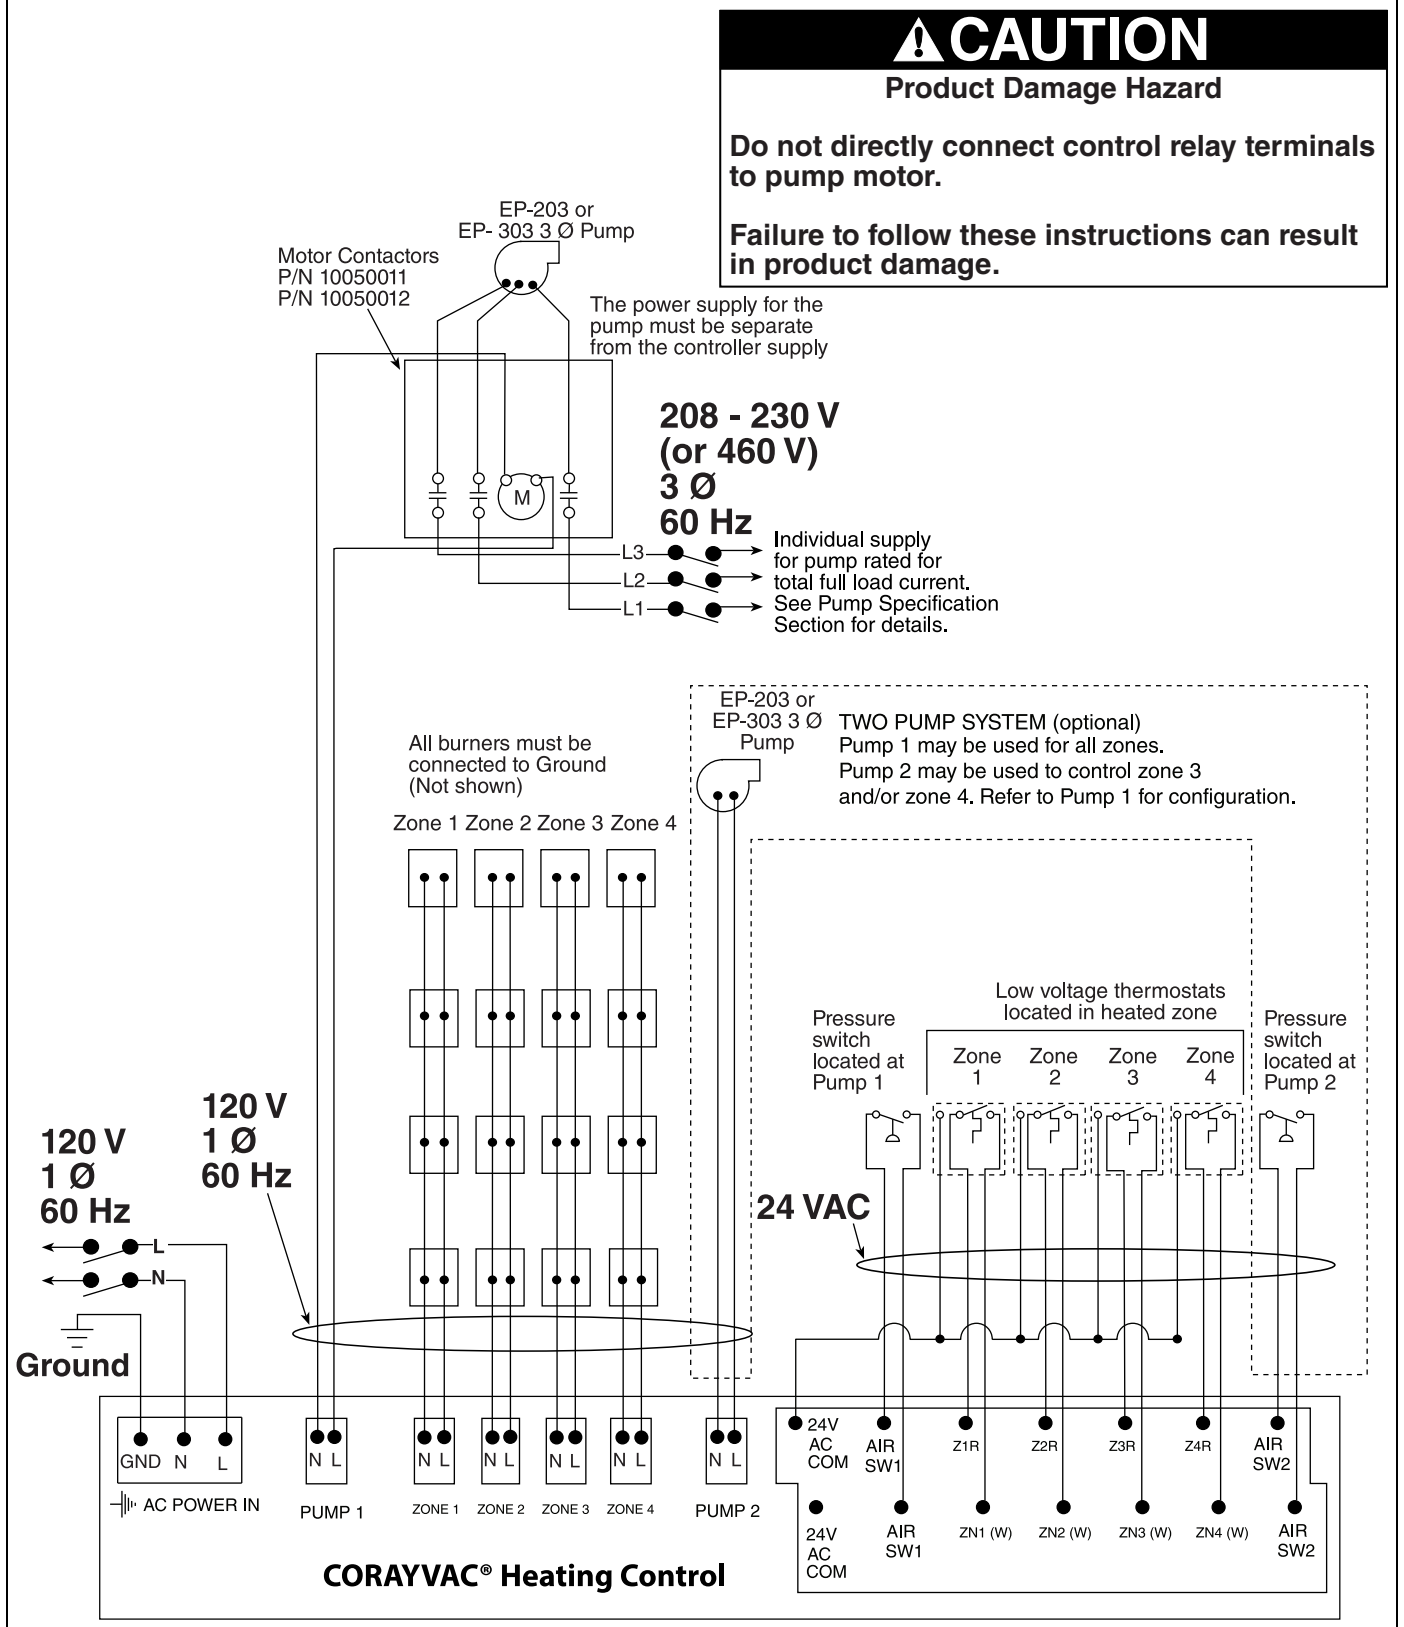 CAUTION
Product Damage Hazard
Do not directly connect control relay terminals
to pump motor.
Failure to follow these instructions can result
in product damage.
EP-203 or
EP- 303 3 Ø Pump
Motor Contactors
P/N 10050011
P/N 10050012
The power supply for the
pump must be separate
from the controller supply
208 - 230 V
(or 460 V)
3 Ø
60 Hz
M
L3
L2
L1
Individual supply
for pump rated for
total full load current.
See Pump Specification
Section for details.
EP-203 or
EP-303 3 Ø
Pump
TWO PUMP SYSTEM (optional)
Pump 1 may be used for all zones.
Pump 2 may be used to control zone 3
and/or zone 4. Refer to Pump 1 for configuration.
All burners must be
connected to Ground
(Not shown)
Zone 1 Zone 2 Zone 3 Zone 4
Low voltage thermostats
located in heated zone
Pressure
switch
located at
Pump 1
Zone
1
Zone
2
Zone
3
Zone
4
Pressure
switch
located at
Pump 2
120 V
1 Ø
60 Hz
120 V
1 Ø
60 Hz
24 VAC
L
N
Ground
GND N L
AC POWER IN
N L
PUMP 1
N L
ZONE 1
N L
ZONE 2
N L
ZONE 3
N L
ZONE 4
N L
PUMP 2
24V
AC
COM
AIR
SW1
Z1R
Z2R
Z3R
Z4R
AIR
SW2
24V
AC
COM
AIR
SW1
ZN1 (W)
ZN2 (W)
ZN3 (W)
ZN4 (W)
AIR
SW2
CORAYVAC® Heating Control